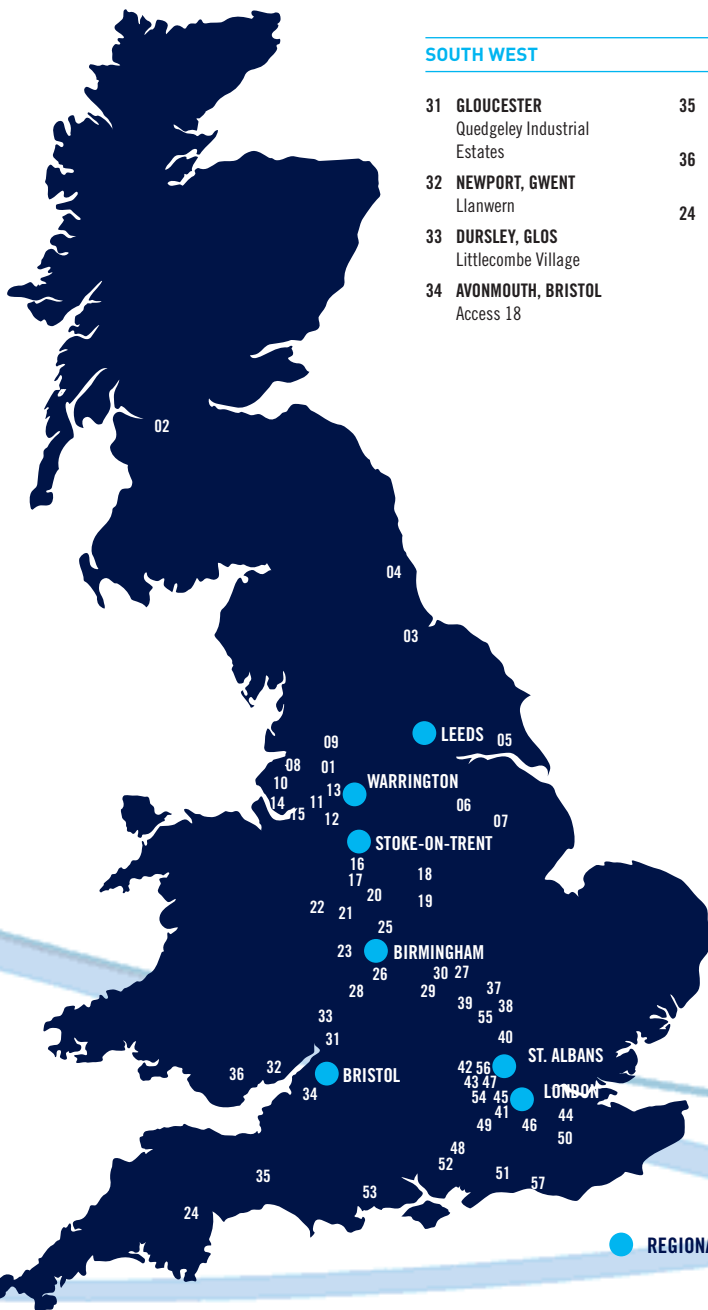 SOUTH WEST
31 GLOUCESTER
Quedgeley Industrial
Estates
32 NEWPORT, GWENT
Llanwern
33 DURSLEY, GLOS
Littlecombe Village
34 AVONMOUTH, BRISTOL
Access 18
35
36
24
02
04
03
LEEDS 05
09
08 01
WARRINGTON
10 13
14 11 06
15 12 07
STOKE-ON-TRENT
16
17 18
20 19
22 21
25
23 BIRMINGHAM
26 30 27
28 29 37
39 38
33 55
31 40
ST. ALBANS
36 32 BRISTOL 42 56
43 47
34 54 45 LONDON
41 44
49 46
50
48
52
35 51
53 57
24
REGIONA